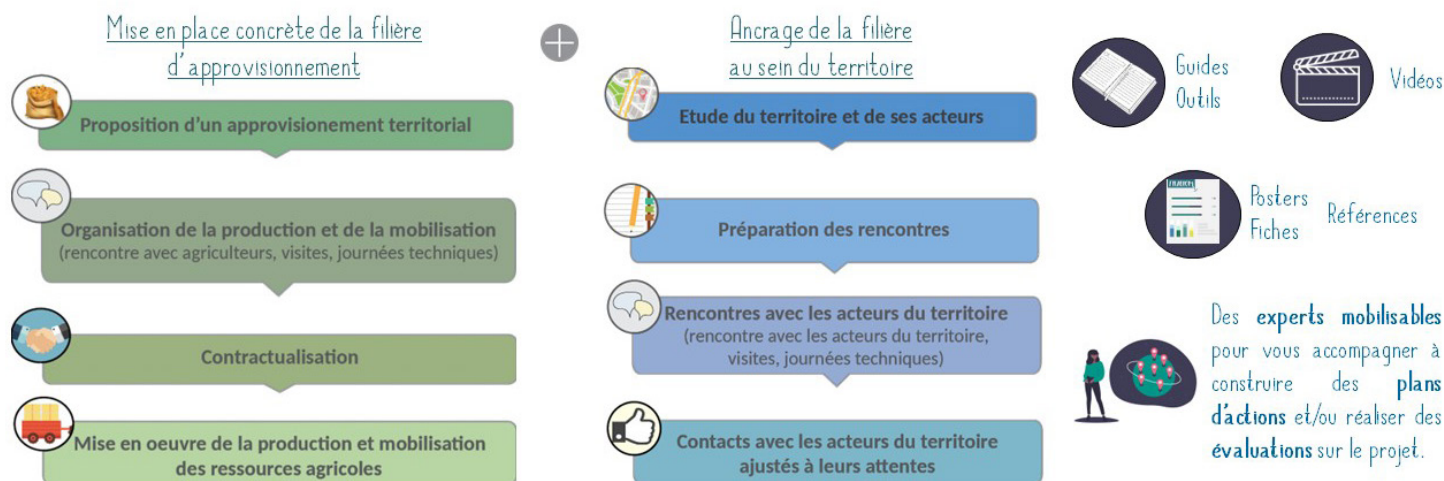 Mise en place concrète de la filière
d'approvisionnement
Proposition d'un approvisionement territorial
Organisation de la production et de la mobilisation
(rencontre avec agriculteurs, visites, journées techniques)
Contractualisation
Mise en oeuvre de la production et mobilisation
des ressources agricoles
+
Ancrage de la filière
au sein du territoire
Etude du territoire et de ses acteurs
Préparation des rencontres
Rencontres avec les acteurs du territoire
(rencontre avec les acteurs du territoire,
visites, journées techniques)
Contacts avec les acteurs du territoire
ajustés à leurs attentes
Guides
Outils
Vidéos
Posters
Fiches
Références
Des experts mobilisables
pour vous accompagner à
construire des plans
d'actions et/ou réaliser des
évaluations sur le projet.